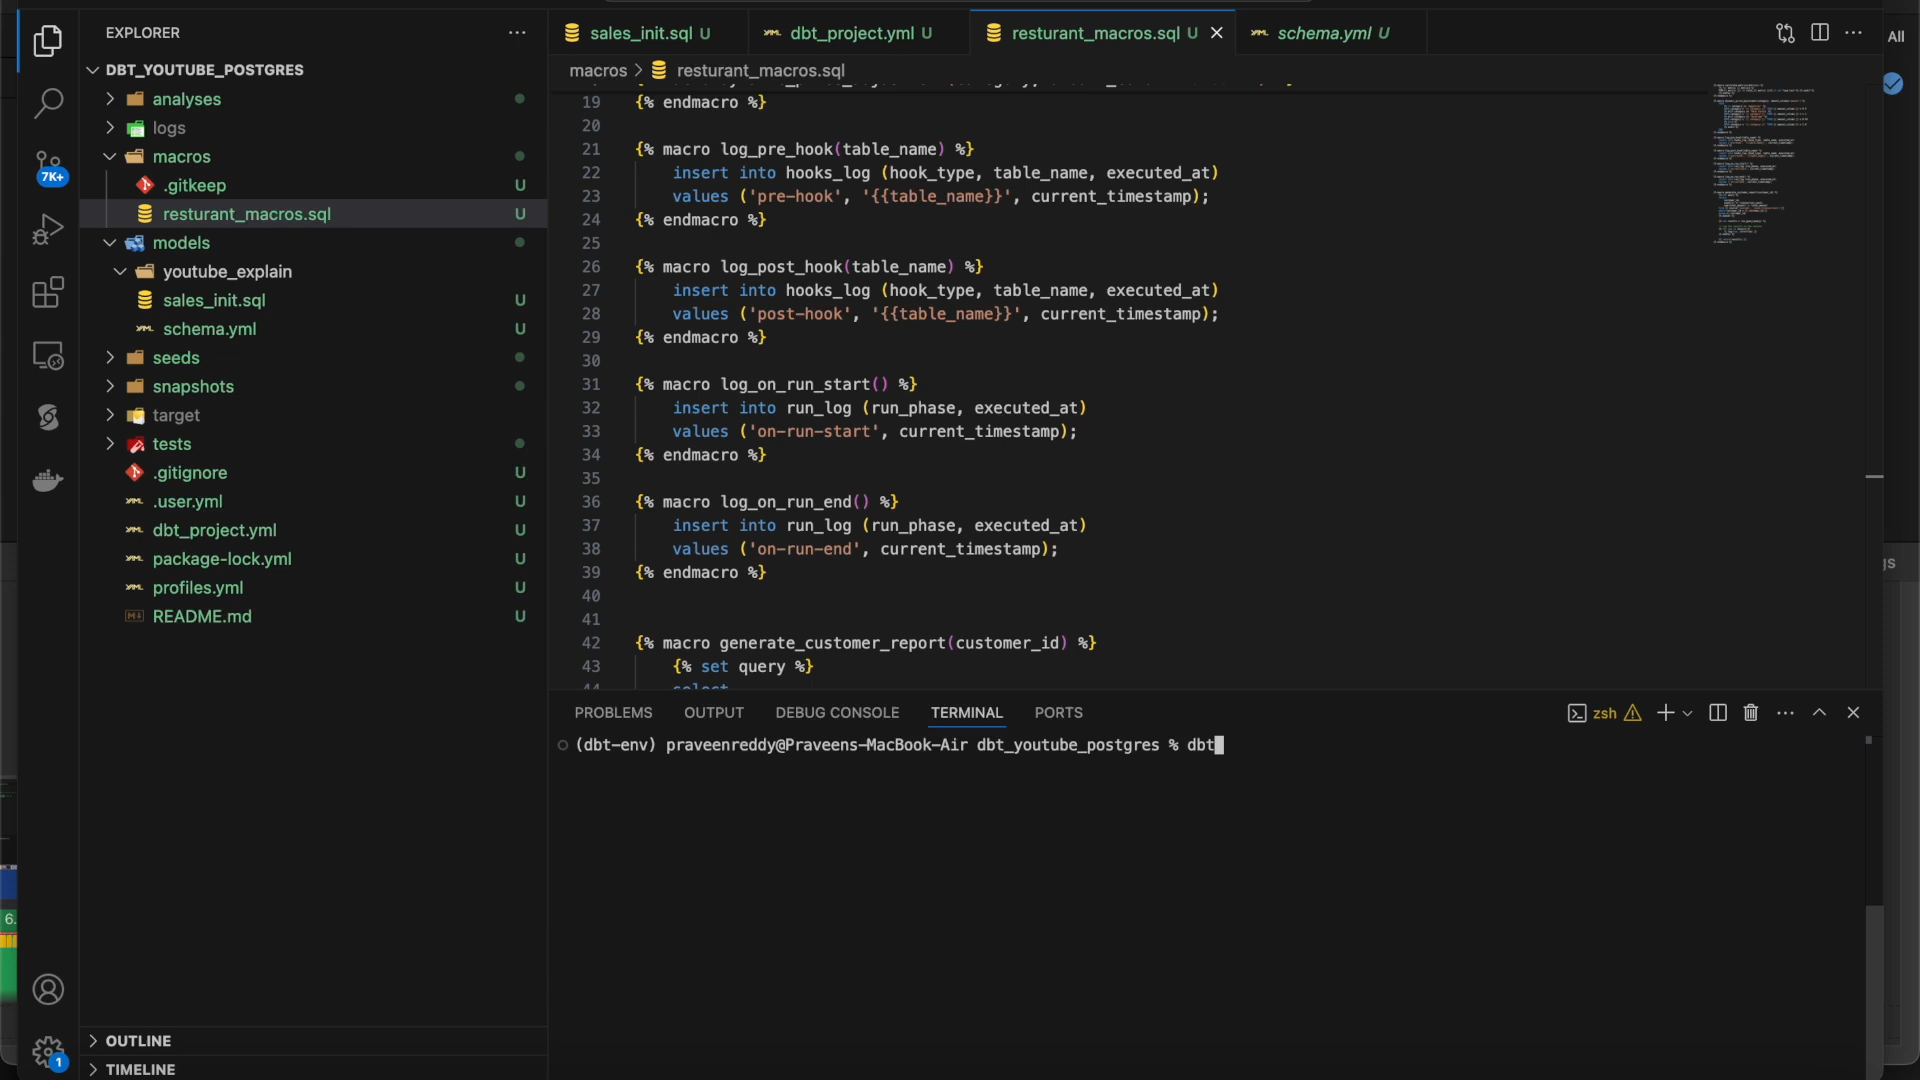 EXPLORER
DBT_YOUTUBE_POSTGRES
analyses
logs
macros
.gitkeep U
resturant_macros.sql U
models
youtube_explain
sales_init.sql U
schema.yml U
seeds
snapshots
target
tests
.gitignore U
.user.yml U
dbt_project.yml U
package-lock.yml U
profiles.yml U
README.md U
OUTLINE
TIMELINE
7K+
1
6.
sales_init.sql U
dbt_project.yml U
resturant_macros.sql U
schema.yml U
All
macros > resturant_macros.sql
19 {% endmacro %}
20
21 {% macro log_pre_hook(table_name) %}
22 insert into hooks_log (hook_type, table_name, executed_at)
23 values ('pre-hook', '{{table_name}}', current_timestamp);
24 {% endmacro %}
25
26 {% macro log_post_hook(table_name) %}
27 insert into hooks_log (hook_type, table_name, executed_at)
28 values ('post-hook', '{{table_name}}', current_timestamp);
29 {% endmacro %}
30
31 {% macro log_on_run_start() %}
32 insert into run_log (run_phase, executed_at)
33 values ('on-run-start', current_timestamp);
34 {% endmacro %}
35
36 {% macro log_on_run_end() %}
37 insert into run_log (run_phase, executed_at)
38 values ('on-run-end', current_timestamp);
39 {% endmacro %}
40
41
42 {% macro generate_customer_report(customer_id) %}
43 {% set query %}
44 select
gs
PROBLEMS OUTPUT DEBUG CONSOLE TERMINAL PORTS
zsh
(dbt-env) praveenreddy@Praveens-MacBook-Air dbt_youtube_postgres % dbt